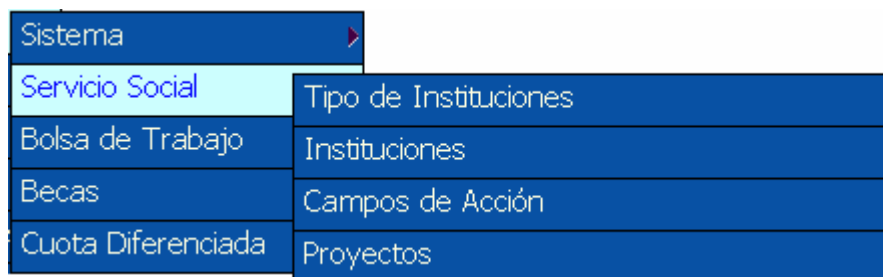 Sistema
Servicio Social
Bolsa de Trabajo
Becas
Cuota Diferenciada
Tipo de Instituciones
Instituciones
Campos de Acción
Proyectos